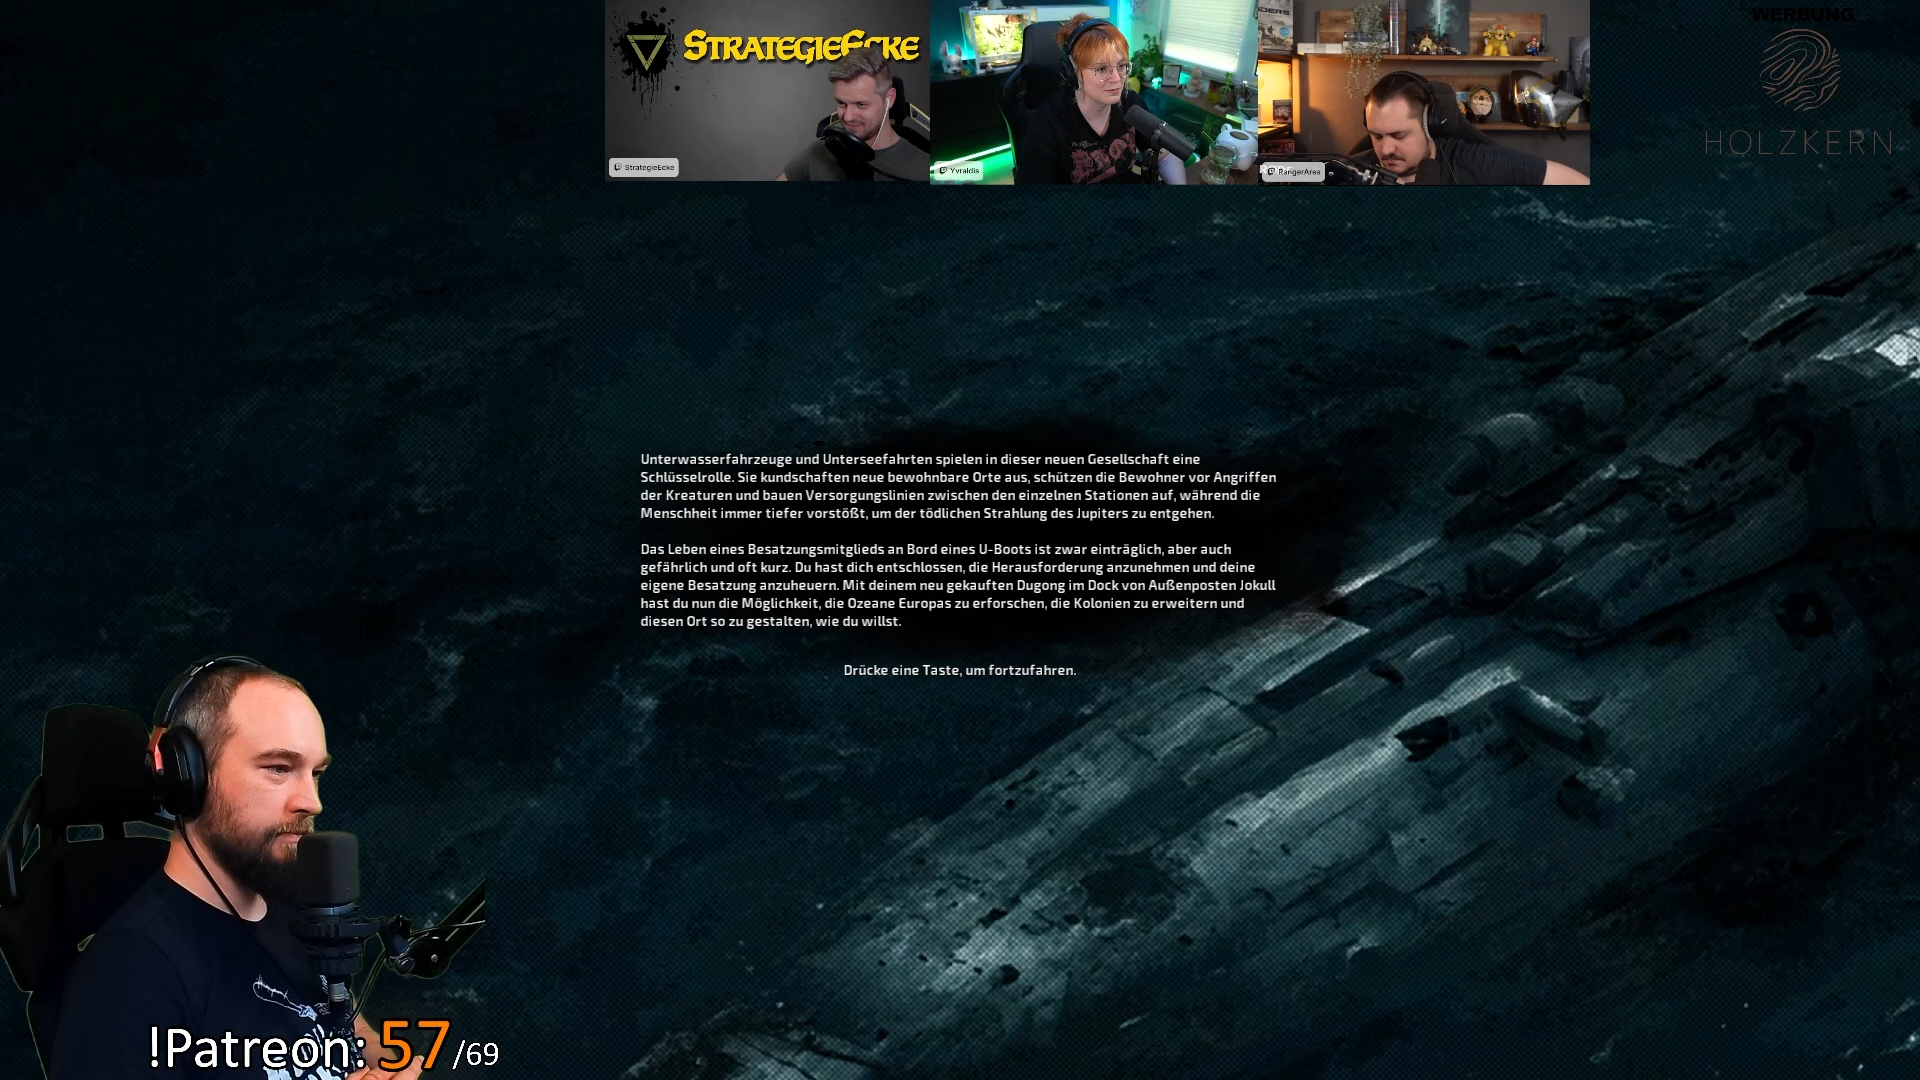 WERBUNG
STRATEGIEECKE
HOLZKERN
StrategieEcke
Yvraldis
RangerArea
Unterwasserfahrzeuge und Unterseefahrten spielen in dieser neuen Gesellschaft eine
Schlüsselrolle. Sie kundschaften neue bewohnbare Orte aus, schützen die Bewohner vor Angriffen
der Kreaturen und bauen Versorgungslinien zwischen den einzelnen Stationen auf, während die
Menschheit immer tiefer vorstößt, um der tödlichen Strahlung des Jupiters zu entgehen.
Das Leben eines Besatzungsmitglieds an Bord eines U-Boots ist zwar einträglich, aber auch
gefährlich und oft kurz. Du hast dich entschlossen, die Herausforderung anzunehmen und deine
eigene Besatzung anzuheuern. Mit deinem neu gekauften Dugong im Dock von Außenposten Jokull
hast du nun die Möglichkeit, die Ozeane Europas zu erforschen, die Kolonien zu erweitern und
diesen Ort so zu gestalten, wie du willst.
Drücke eine Taste, um fortzufahren.
!Patreon: 57/69